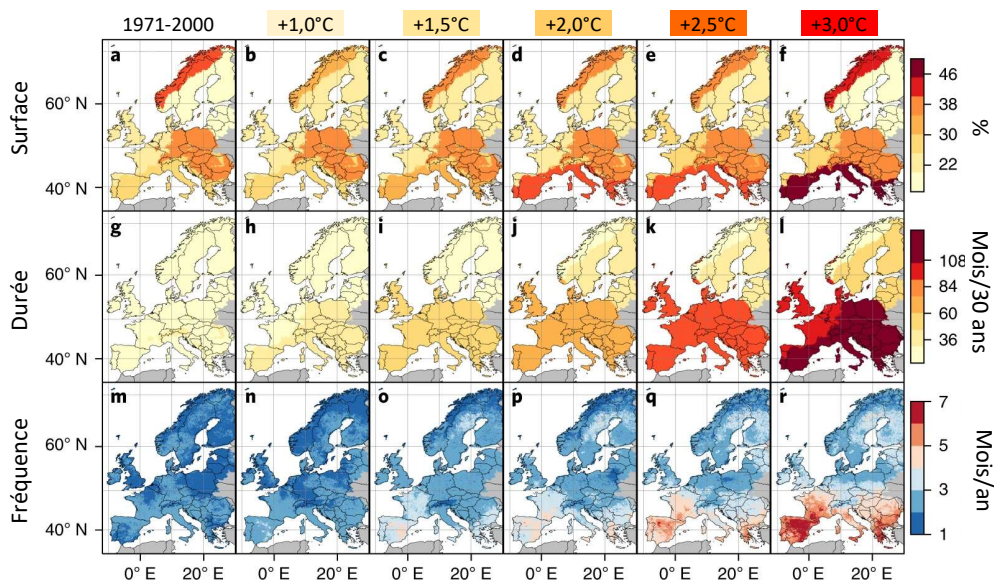 1971-2000 +1,0°C +1,5°C +2,0°C +2,5°C +3,0°C
Surface
60° N
40° N
a b c d e f
46
38
30
22
%
Durée
60° N
40° N
g h i j k l
108
84
60
36
Mois/30 ans
Fréquence
60° N
40° N
m n o p q r
7
5
3
1
Mois/an
0° E 20° E 0° E 20° E 0° E 20° E 0° E 20° E 0° E 20° E 0° E 20° E